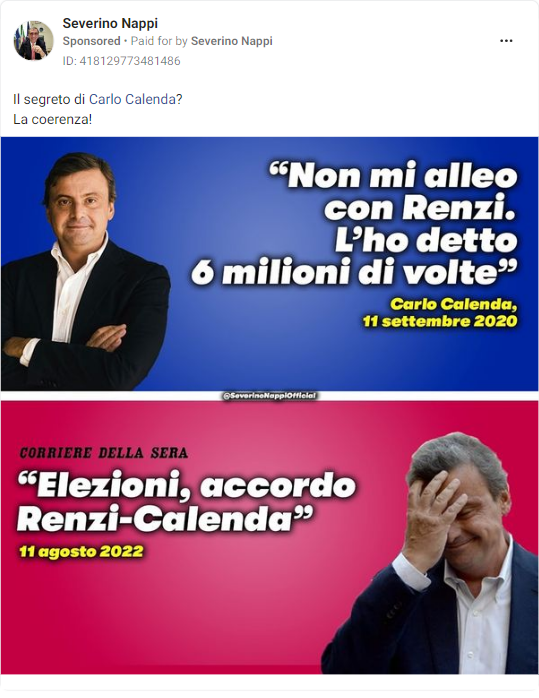 Severino Nappi
Sponsored • Paid for by Severino Nappi
ID: 418129773481486
Il segreto di Carlo Calenda?
La coerenza!
“Non mi alleo
con Renzi.
L’ho detto
6 milioni di volte”
Carlo Calenda,
11 settembre 2020
@SeverinoNappiOfficial
CORRIERE DELLA SERA
“Elezioni, accordo
Renzi-Calenda”
11 agosto 2022